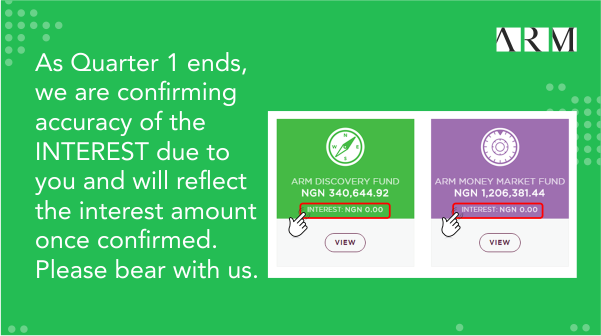 As Quarter 1 ends,
we are confirming
accuracy of the
INTEREST due to
you and will reflect
the interest amount
once confirmed.
Please bear with us.
ARM
N
W E
S
ARM DISCOVERY FUND
NGN 340,644.92
INTEREST: NGN 0.00
VIEW
ARM MONEY MARKET FUND
NGN 1,206,381.44
INTEREST: NGN 0.00
VIEW